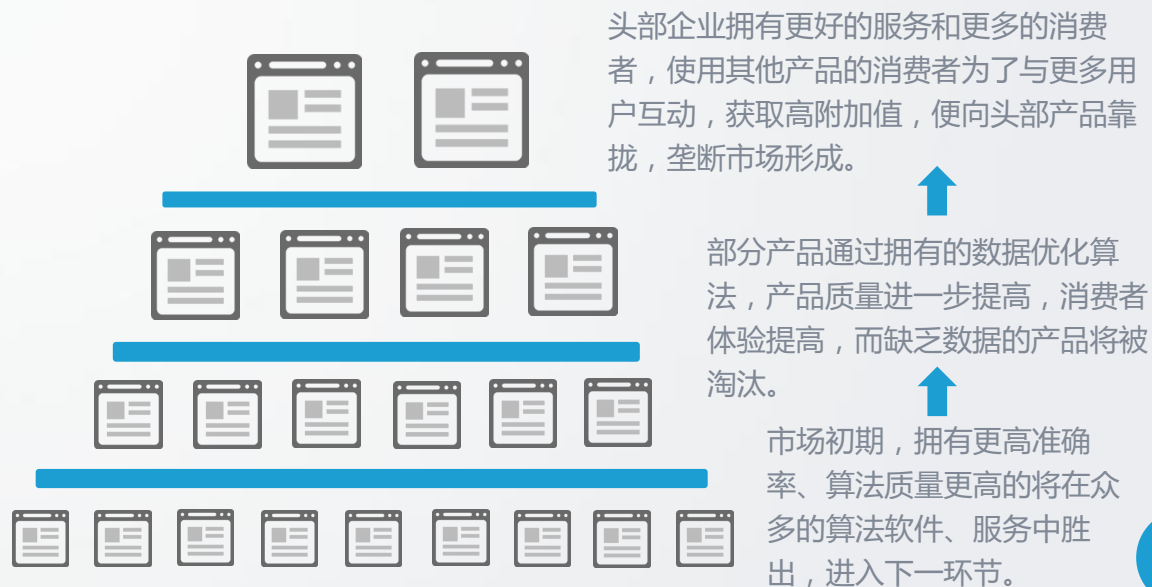 头部企业拥有更好的服务和更多的消费
者，使用其他产品的消费者为了与更多用
户互动，获取高附加值，便向头部产品靠
拢，垄断市场形成。
部分产品通过拥有的数据优化算
法，产品质量进一步提高，消费者
体验提高，而缺乏数据的产品将被
淘汰。
市场初期，拥有更高准确
率、算法质量更高的将在众
多的算法软件、服务中胜
出，进入下一环节。